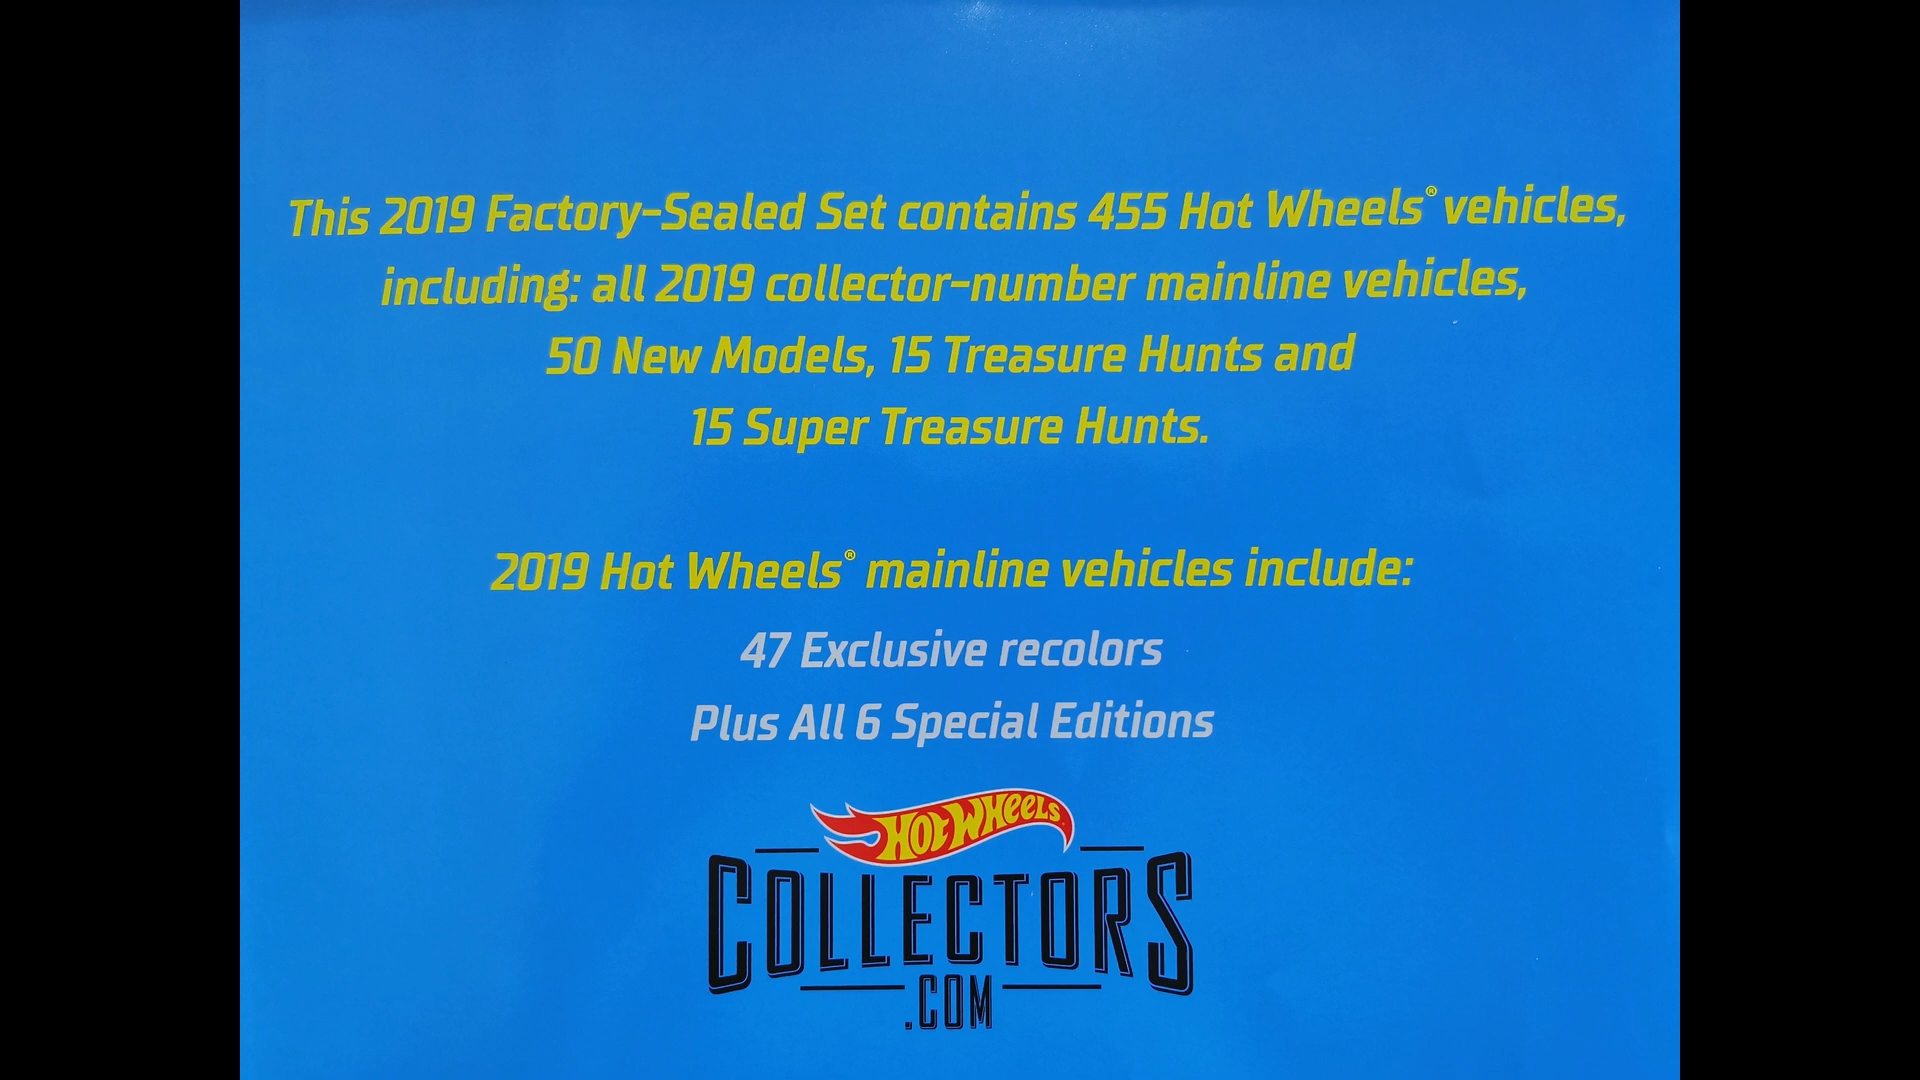 This 2019 Factory-Sealed Set contains 455 Hot Wheels® vehicles,
including: all 2019 collector-number mainline vehicles,
50 New Models, 15 Treasure Hunts and
15 Super Treasure Hunts.
2019 Hot Wheels® mainline vehicles include:
47 Exclusive recolors
Plus All 6 Special Editions
HOT WHEELS
COLLECTORS
.COM